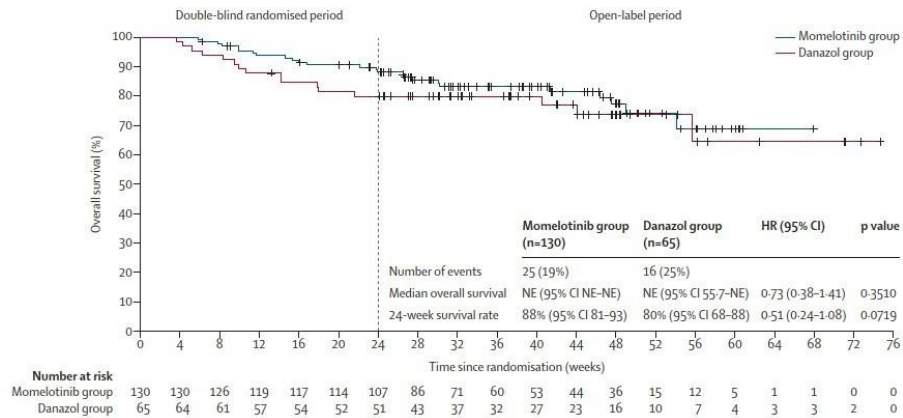 Double-blind randomised period
Open-label period
Momelotinib group
Danazol group
Overall survival (%)
100
90
80
70
60
50
40
30
20
10
0
0 4 8 12 16 20 24 28 32 36 40 44 48 52 56 60 64 68 72 76
Time since randomisation (weeks)
Momelotinib group (n=130) Danazol group (n=65) HR (95% CI) p value
Number of events 25 (19%) 16 (25%)
Median overall survival NE (95% CI NE–NE) NE (95% CI 55·7–NE) 0·73 (0·38–1·41) 0·3510
24-week survival rate 88% (95% CI 81–93) 80% (95% CI 68–88) 0·51 (0·24–1·08) 0·0719
Number at risk
Momelotinib group 130 130 126 119 117 114 107 86 71 60 53 44 36 15 12 5 1 1 0 0
Danazol group 65 64 61 57 54 52 51 43 37 32 27 23 16 10 7 4 3 3 2 0